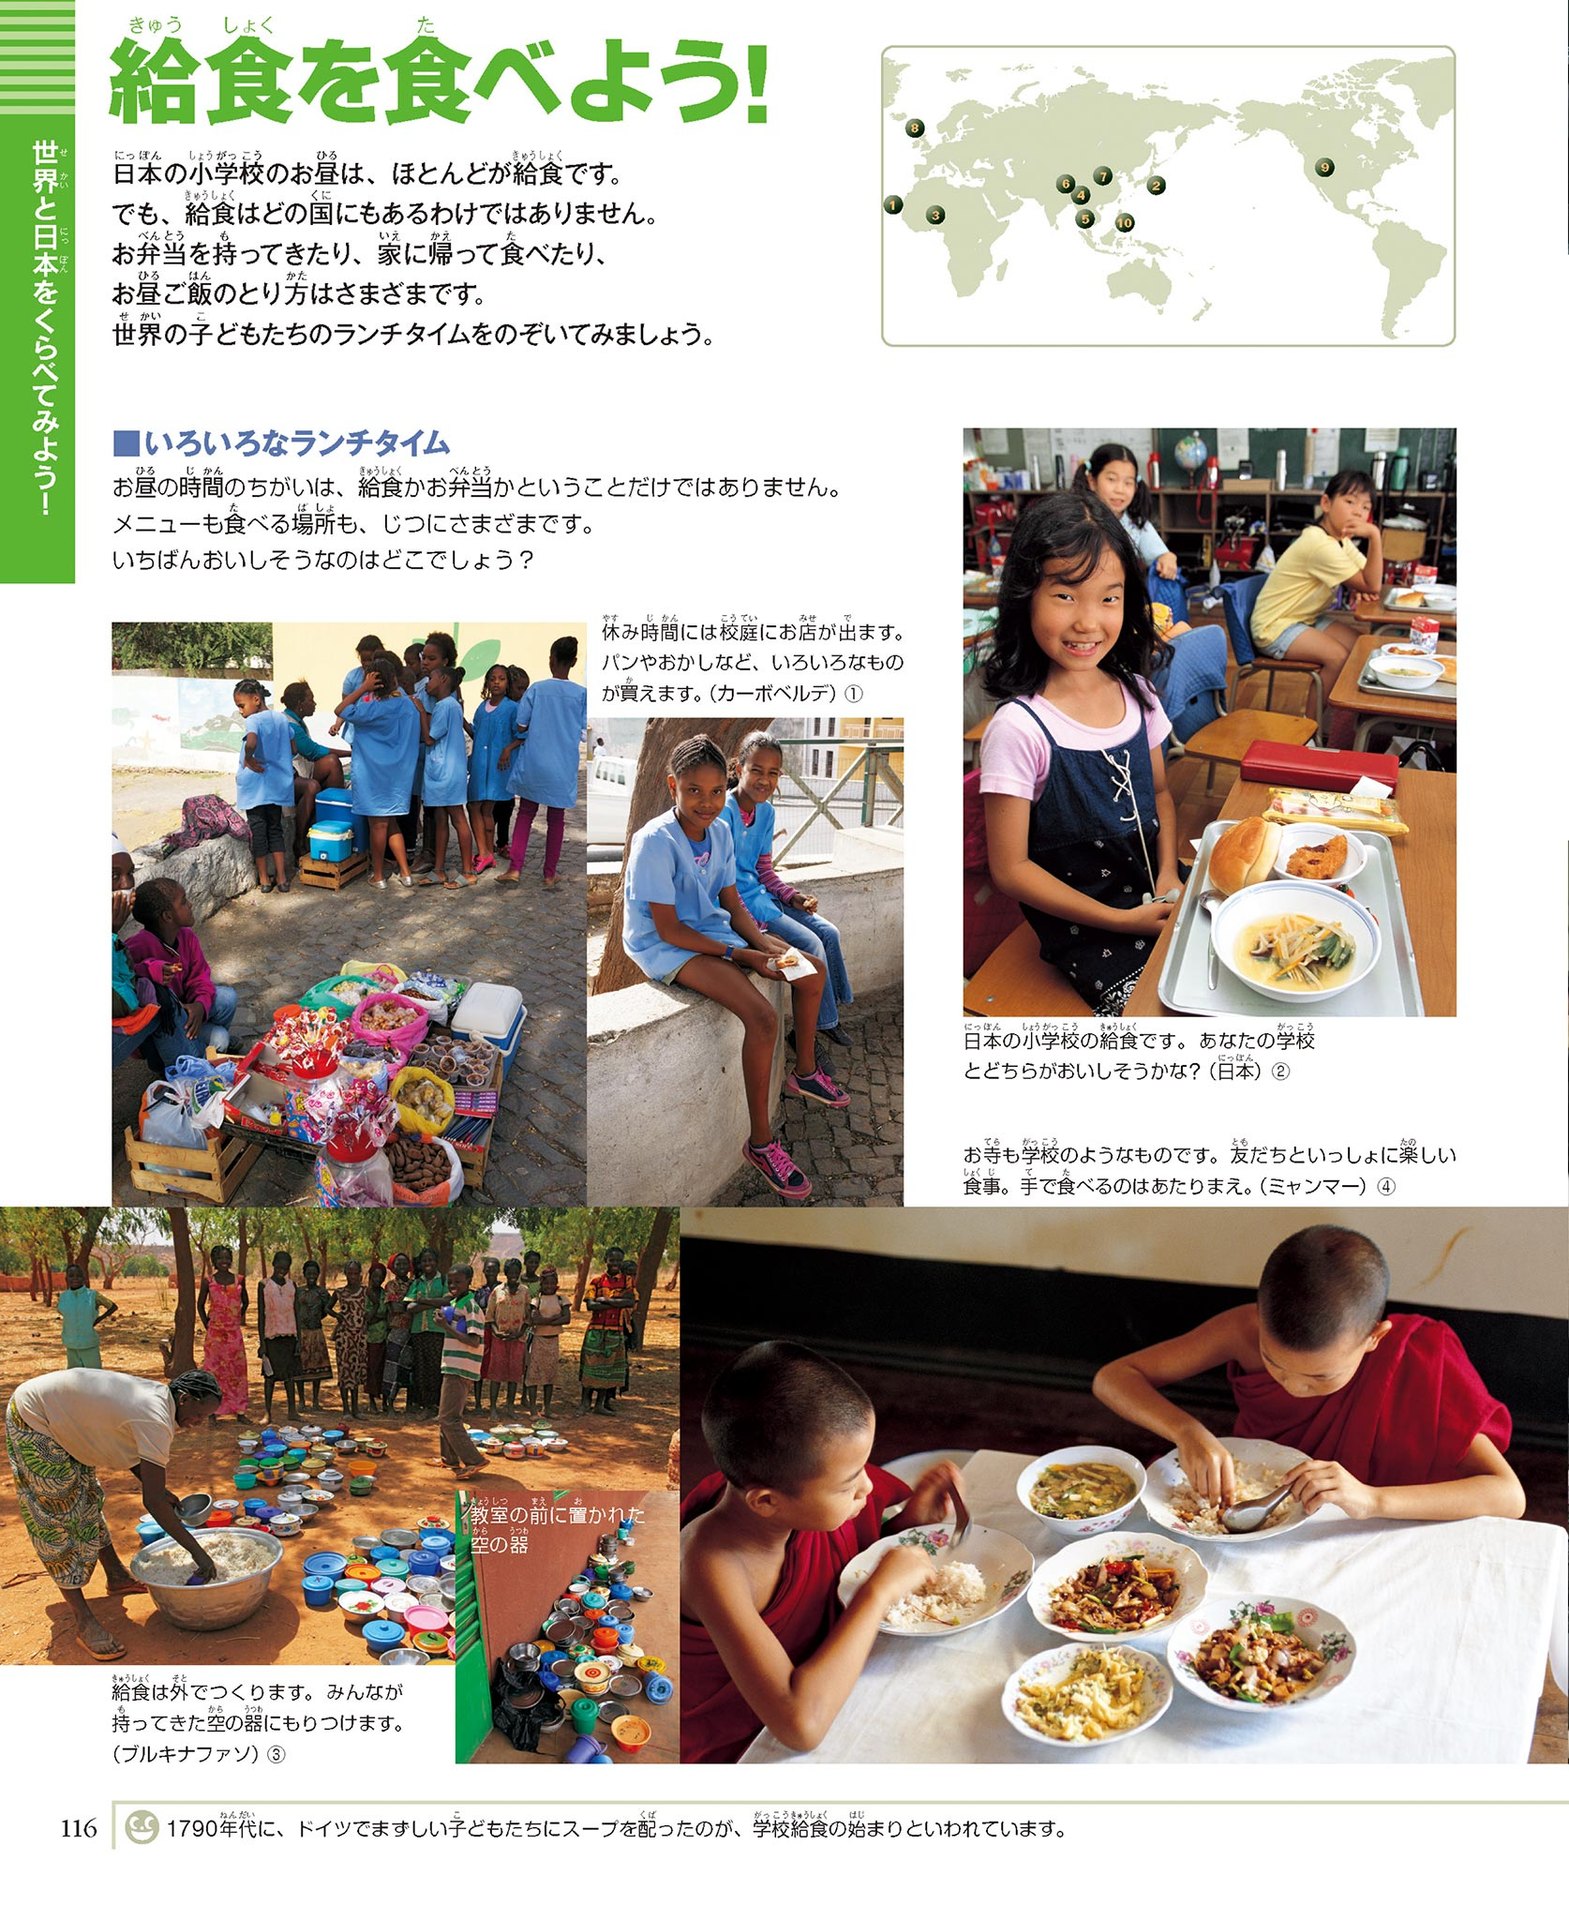 世界と日本をくらべてみよう！
給食を食べよう!
日本の小学校のお昼は、ほとんどが給食です。
でも、給食はどの国にもあるわけではありません。
お弁当を持ってきたり、家に帰って食べたり、
お昼ご飯のとり方はさまざまです。
世界の子どもたちのランチタイムをのぞいてみましょう。
1
2
3
4
5
6
7
8
9
10
■いろいろなランチタイム
お昼の時間のちがいは、給食かお弁当かということだけではありません。
メニューも食べる場所も、じつにさまざまです。
いちばんおいしそうなのはどこでしょう？
休み時間には校庭にお店が出ます。
パンやおかしなど、いろいろなもの
が買えます。（カーボベルデ）①
日本の小学校の給食です。あなたの学校
とどちらがおいしそうかな？（日本）②
お寺も学校のようなものです。友だちといっしょに楽しい
食事。手で食べるのはあたりまえ。（ミャンマー）④
教室の前に置かれた
空の器
給食は外でつくります。みんなが
持ってきた空の器にもりつけます。
（ブルキナファソ）③
116
1790年代に、ドイツでまずしい子どもたちにスープを配ったのが、学校給食の始まりといわれています。